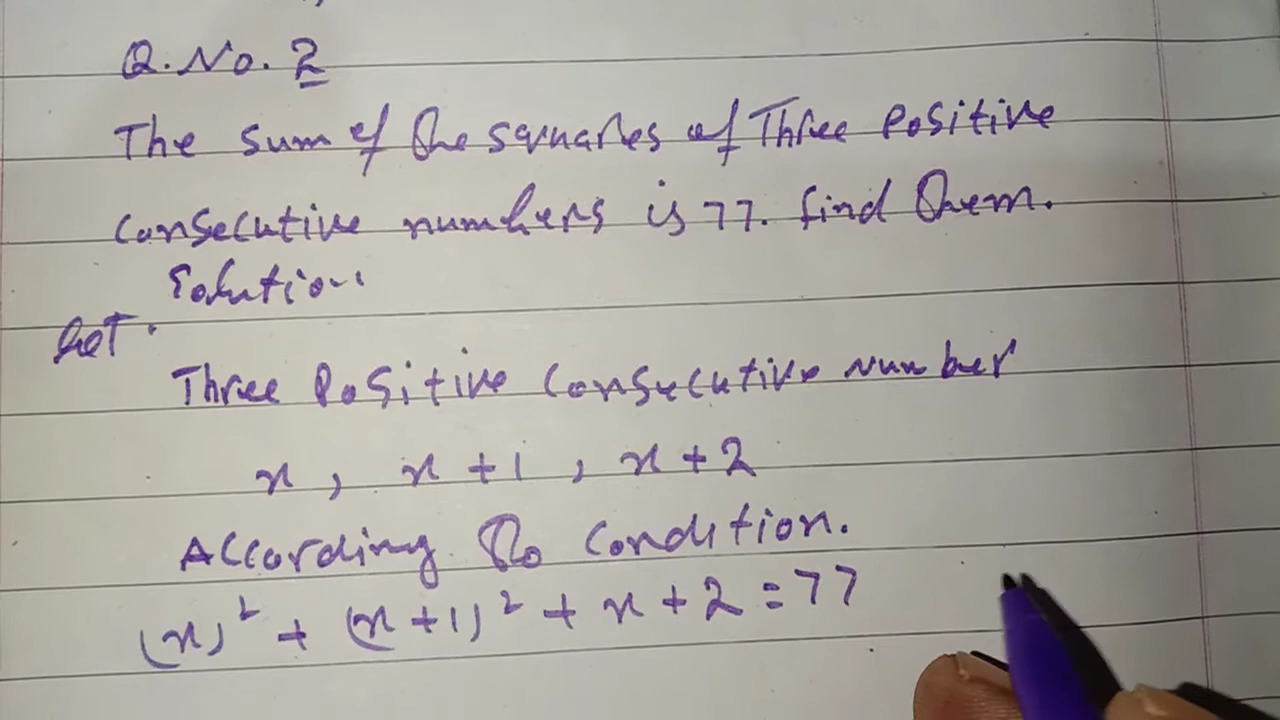 Q. No. 2
The sum of the squares of Three Positive
consecutive numbers is 77. find them.
Solution
Let.
Three Positive Consecutive Number
x, x+1, x+2
According to condition.
(x)² + (x+1)² + x+2 = 77